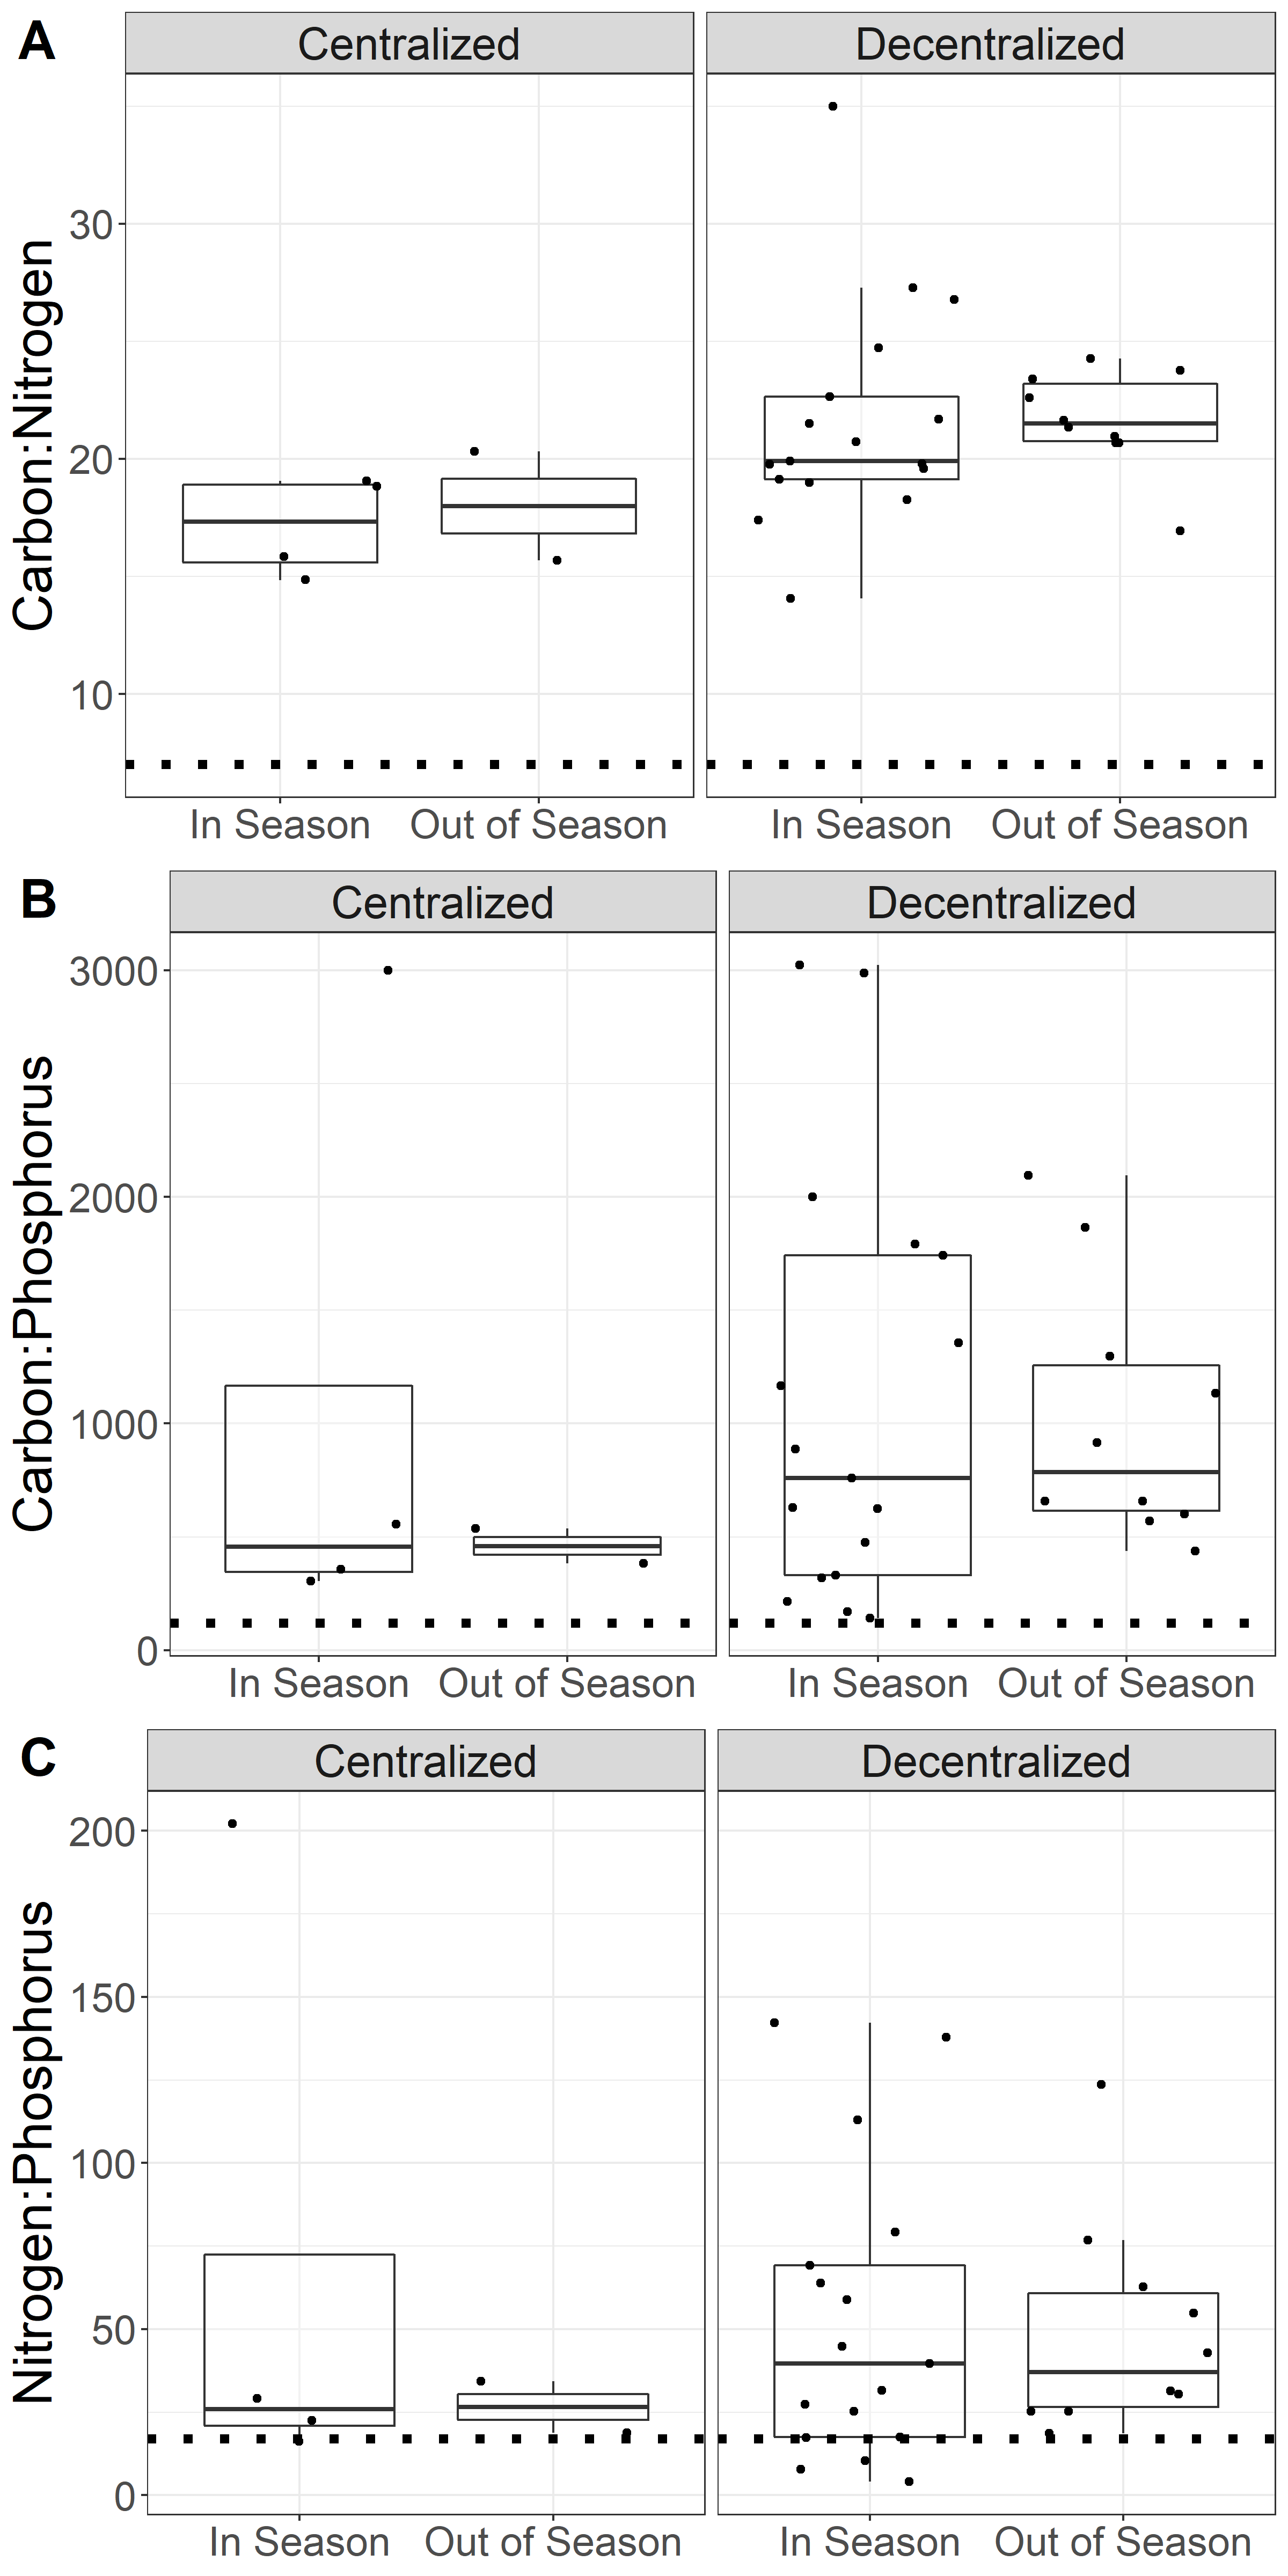 A
Centralized
Decentralized
Carbon:Nitrogen
30
20
10
In Season
Out of Season
In Season
Out of Season
B
Centralized
Decentralized
Carbon:Phosphorus
3000
2000
1000
0
In Season
Out of Season
In Season
Out of Season
C
Centralized
Decentralized
Nitrogen:Phosphorus
200
150
100
50
0
In Season
Out of Season
In Season
Out of Season